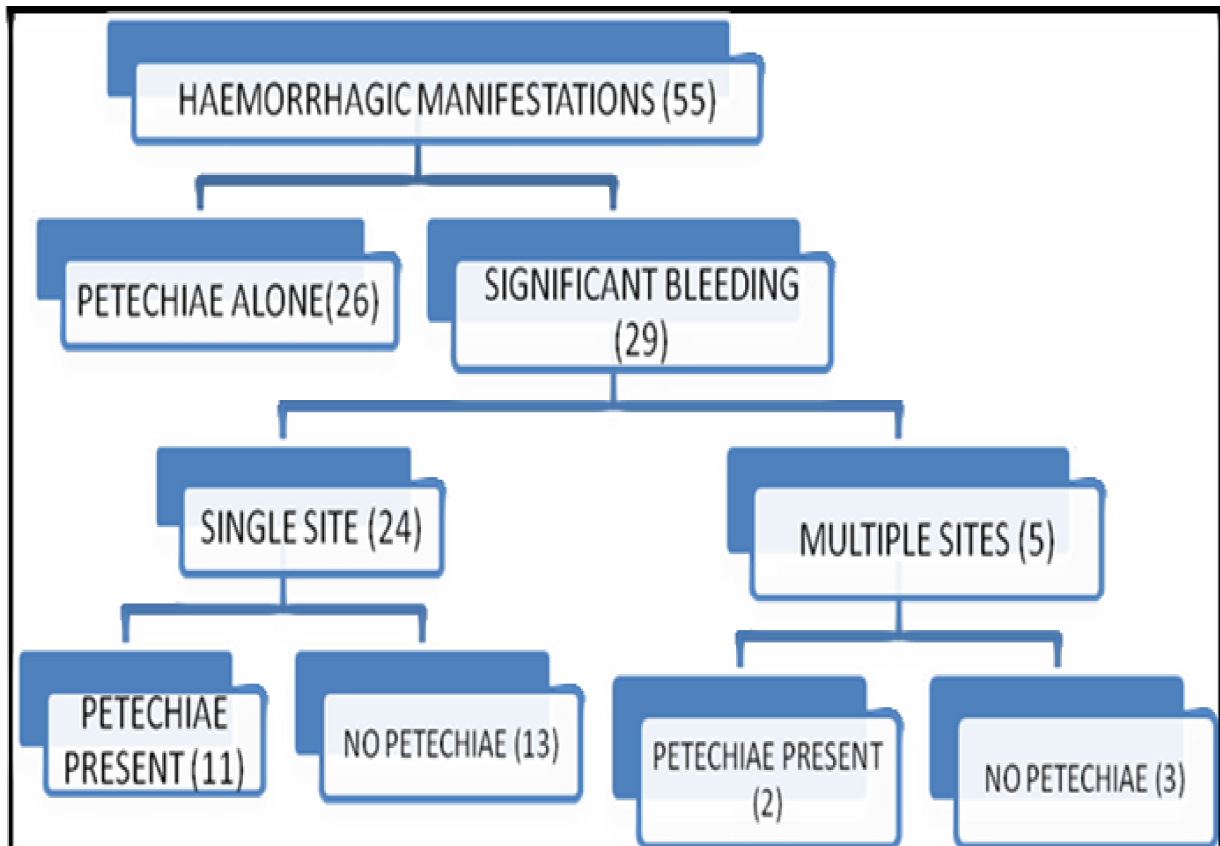 HAEMORRHAGIC MANIFESTATIONS (55)
PETECHIAE ALONE(26)
SIGNIFICANT BLEEDING
(29)
SINGLE SITE (24)
MULTIPLE SITES (5)
PETECHIAE
PRESENT (11)
NO PETECHIAE (13)
PETECHIAE PRESENT
(2)
NO PETECHIAE (3)